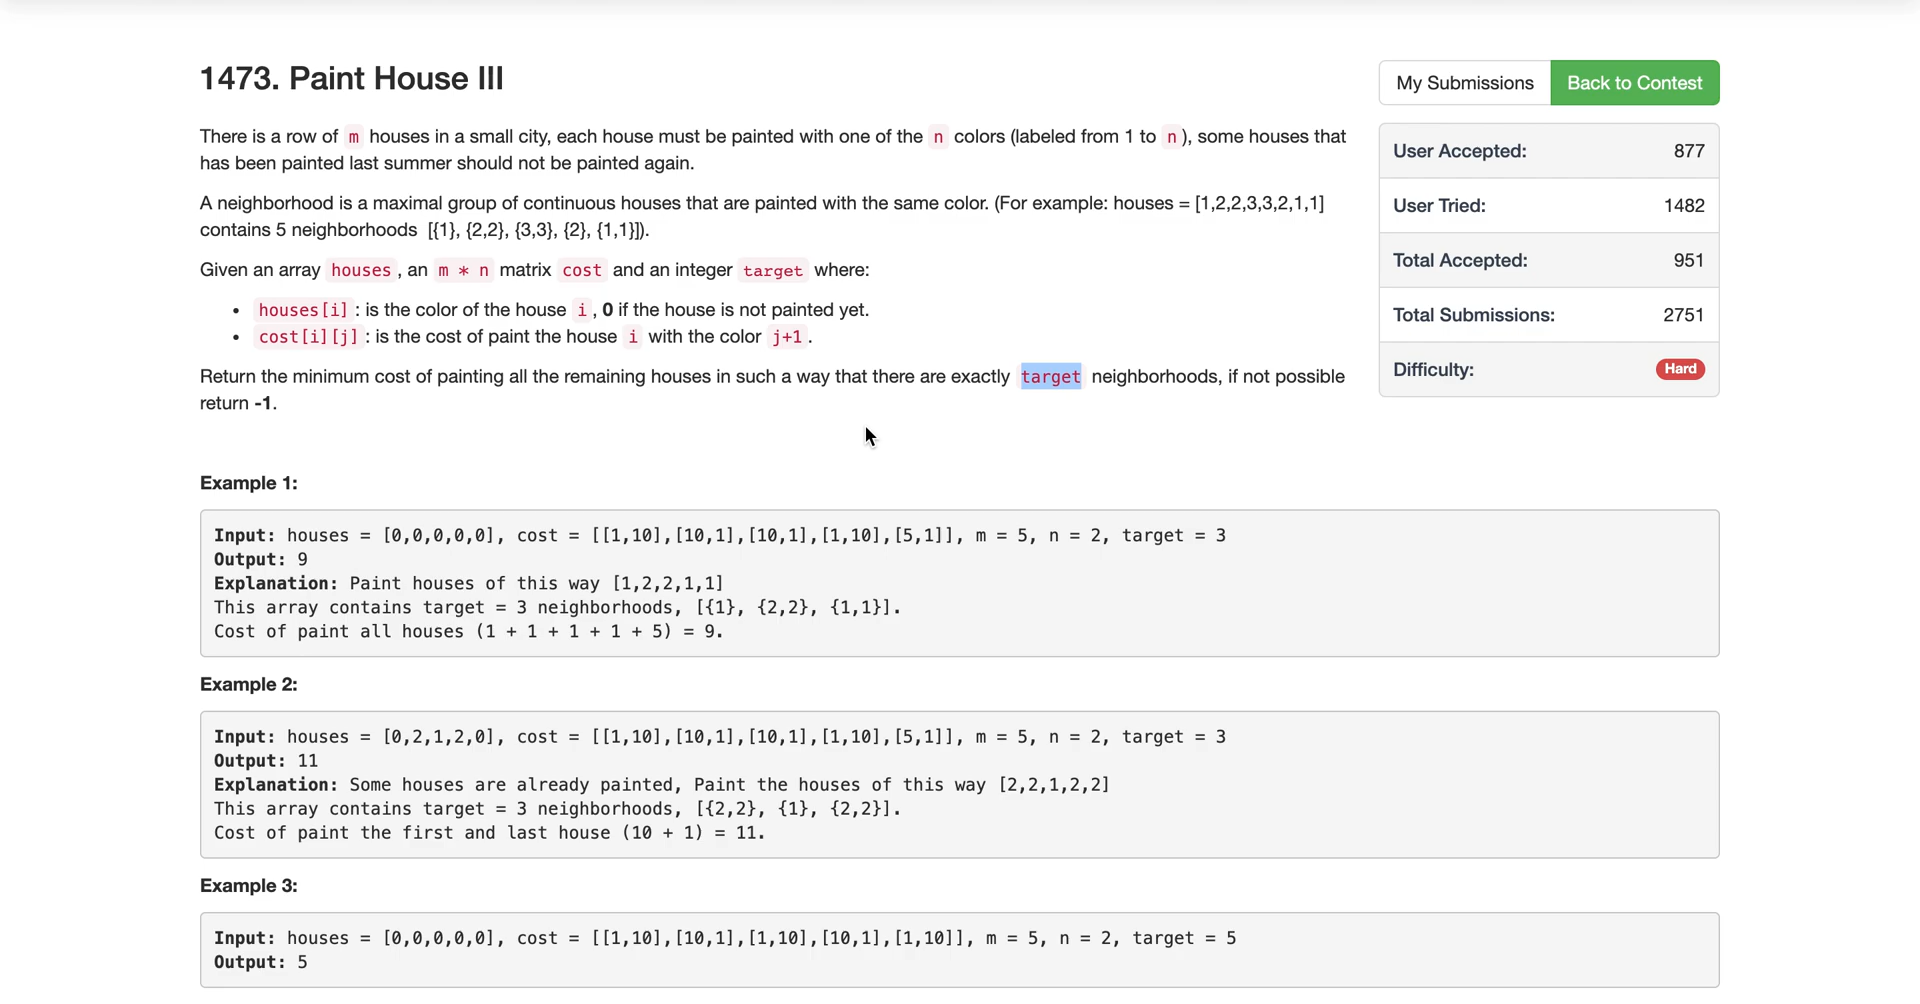 1473. Paint House III
My Submissions
Back to Contest
There is a row of m houses in a small city, each house must be painted with one of the n colors (labeled from 1 to n), some houses that
has been painted last summer should not be painted again.
A neighborhood is a maximal group of continuous houses that are painted with the same color. (For example: houses = [1,2,2,3,3,2,1,1]
contains 5 neighborhoods [{1}, {2,2}, {3,3}, {2}, {1,1}]).
Given an array houses, an m * n matrix cost and an integer target where:
• houses[i]: is the color of the house i, 0 if the house is not painted yet.
• cost[i][j]: is the cost of paint the house i with the color j+1.
Return the minimum cost of painting all the remaining houses in such a way that there are exactly target neighborhoods, if not possible
return -1.
User Accepted: 877
User Tried: 1482
Total Accepted: 951
Total Submissions: 2751
Difficulty: Hard
Example 1:
Input: houses = [0,0,0,0,0], cost = [[1,10],[10,1],[10,1],[1,10],[5,1]], m = 5, n = 2, target = 3
Output: 9
Explanation: Paint houses of this way [1,2,2,1,1]
This array contains target = 3 neighborhoods, [{1}, {2,2}, {1,1}].
Cost of paint all houses (1 + 1 + 1 + 1 + 5) = 9.
Example 2:
Input: houses = [0,2,1,2,0], cost = [[1,10],[10,1],[10,1],[1,10],[5,1]], m = 5, n = 2, target = 3
Output: 11
Explanation: Some houses are already painted, Paint the houses of this way [2,2,1,2,2]
This array contains target = 3 neighborhoods, [{2,2}, {1}, {2,2}].
Cost of paint the first and last house (10 + 1) = 11.
Example 3:
Input: houses = [0,0,0,0,0], cost = [[1,10],[10,1],[1,10],[10,1],[1,10]], m = 5, n = 2, target = 5
Output: 5